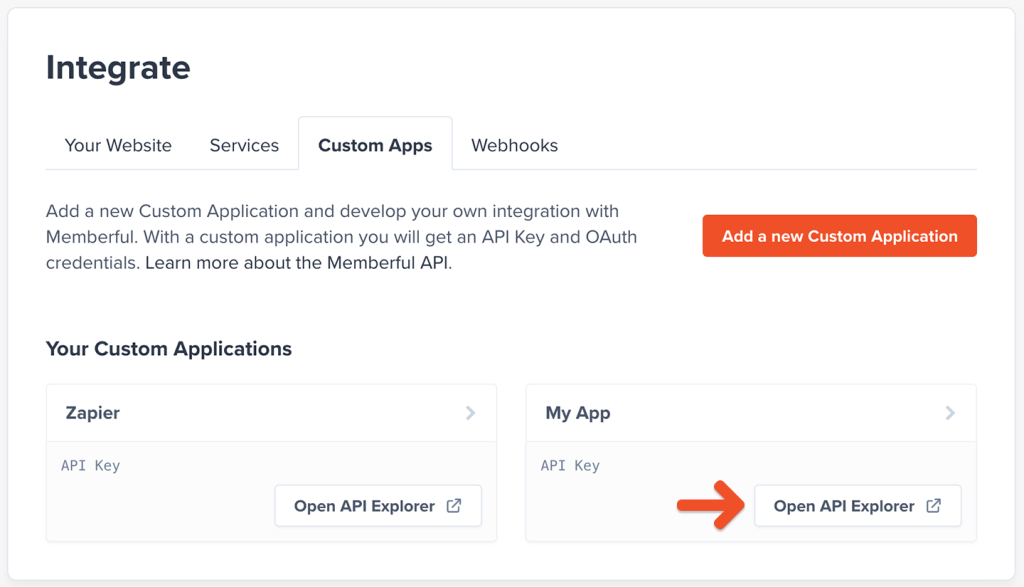 Integrate
Your Website Services Custom Apps Webhooks
Add a new Custom Application and develop your own integration with
Memberful. With a custom application you will get an API Key and OAuth
credentials. Learn more about the Memberful API.
Add a new Custom Application
Your Custom Applications
Zapier
API Key
Open API Explorer
My App
API Key
Open API Explorer